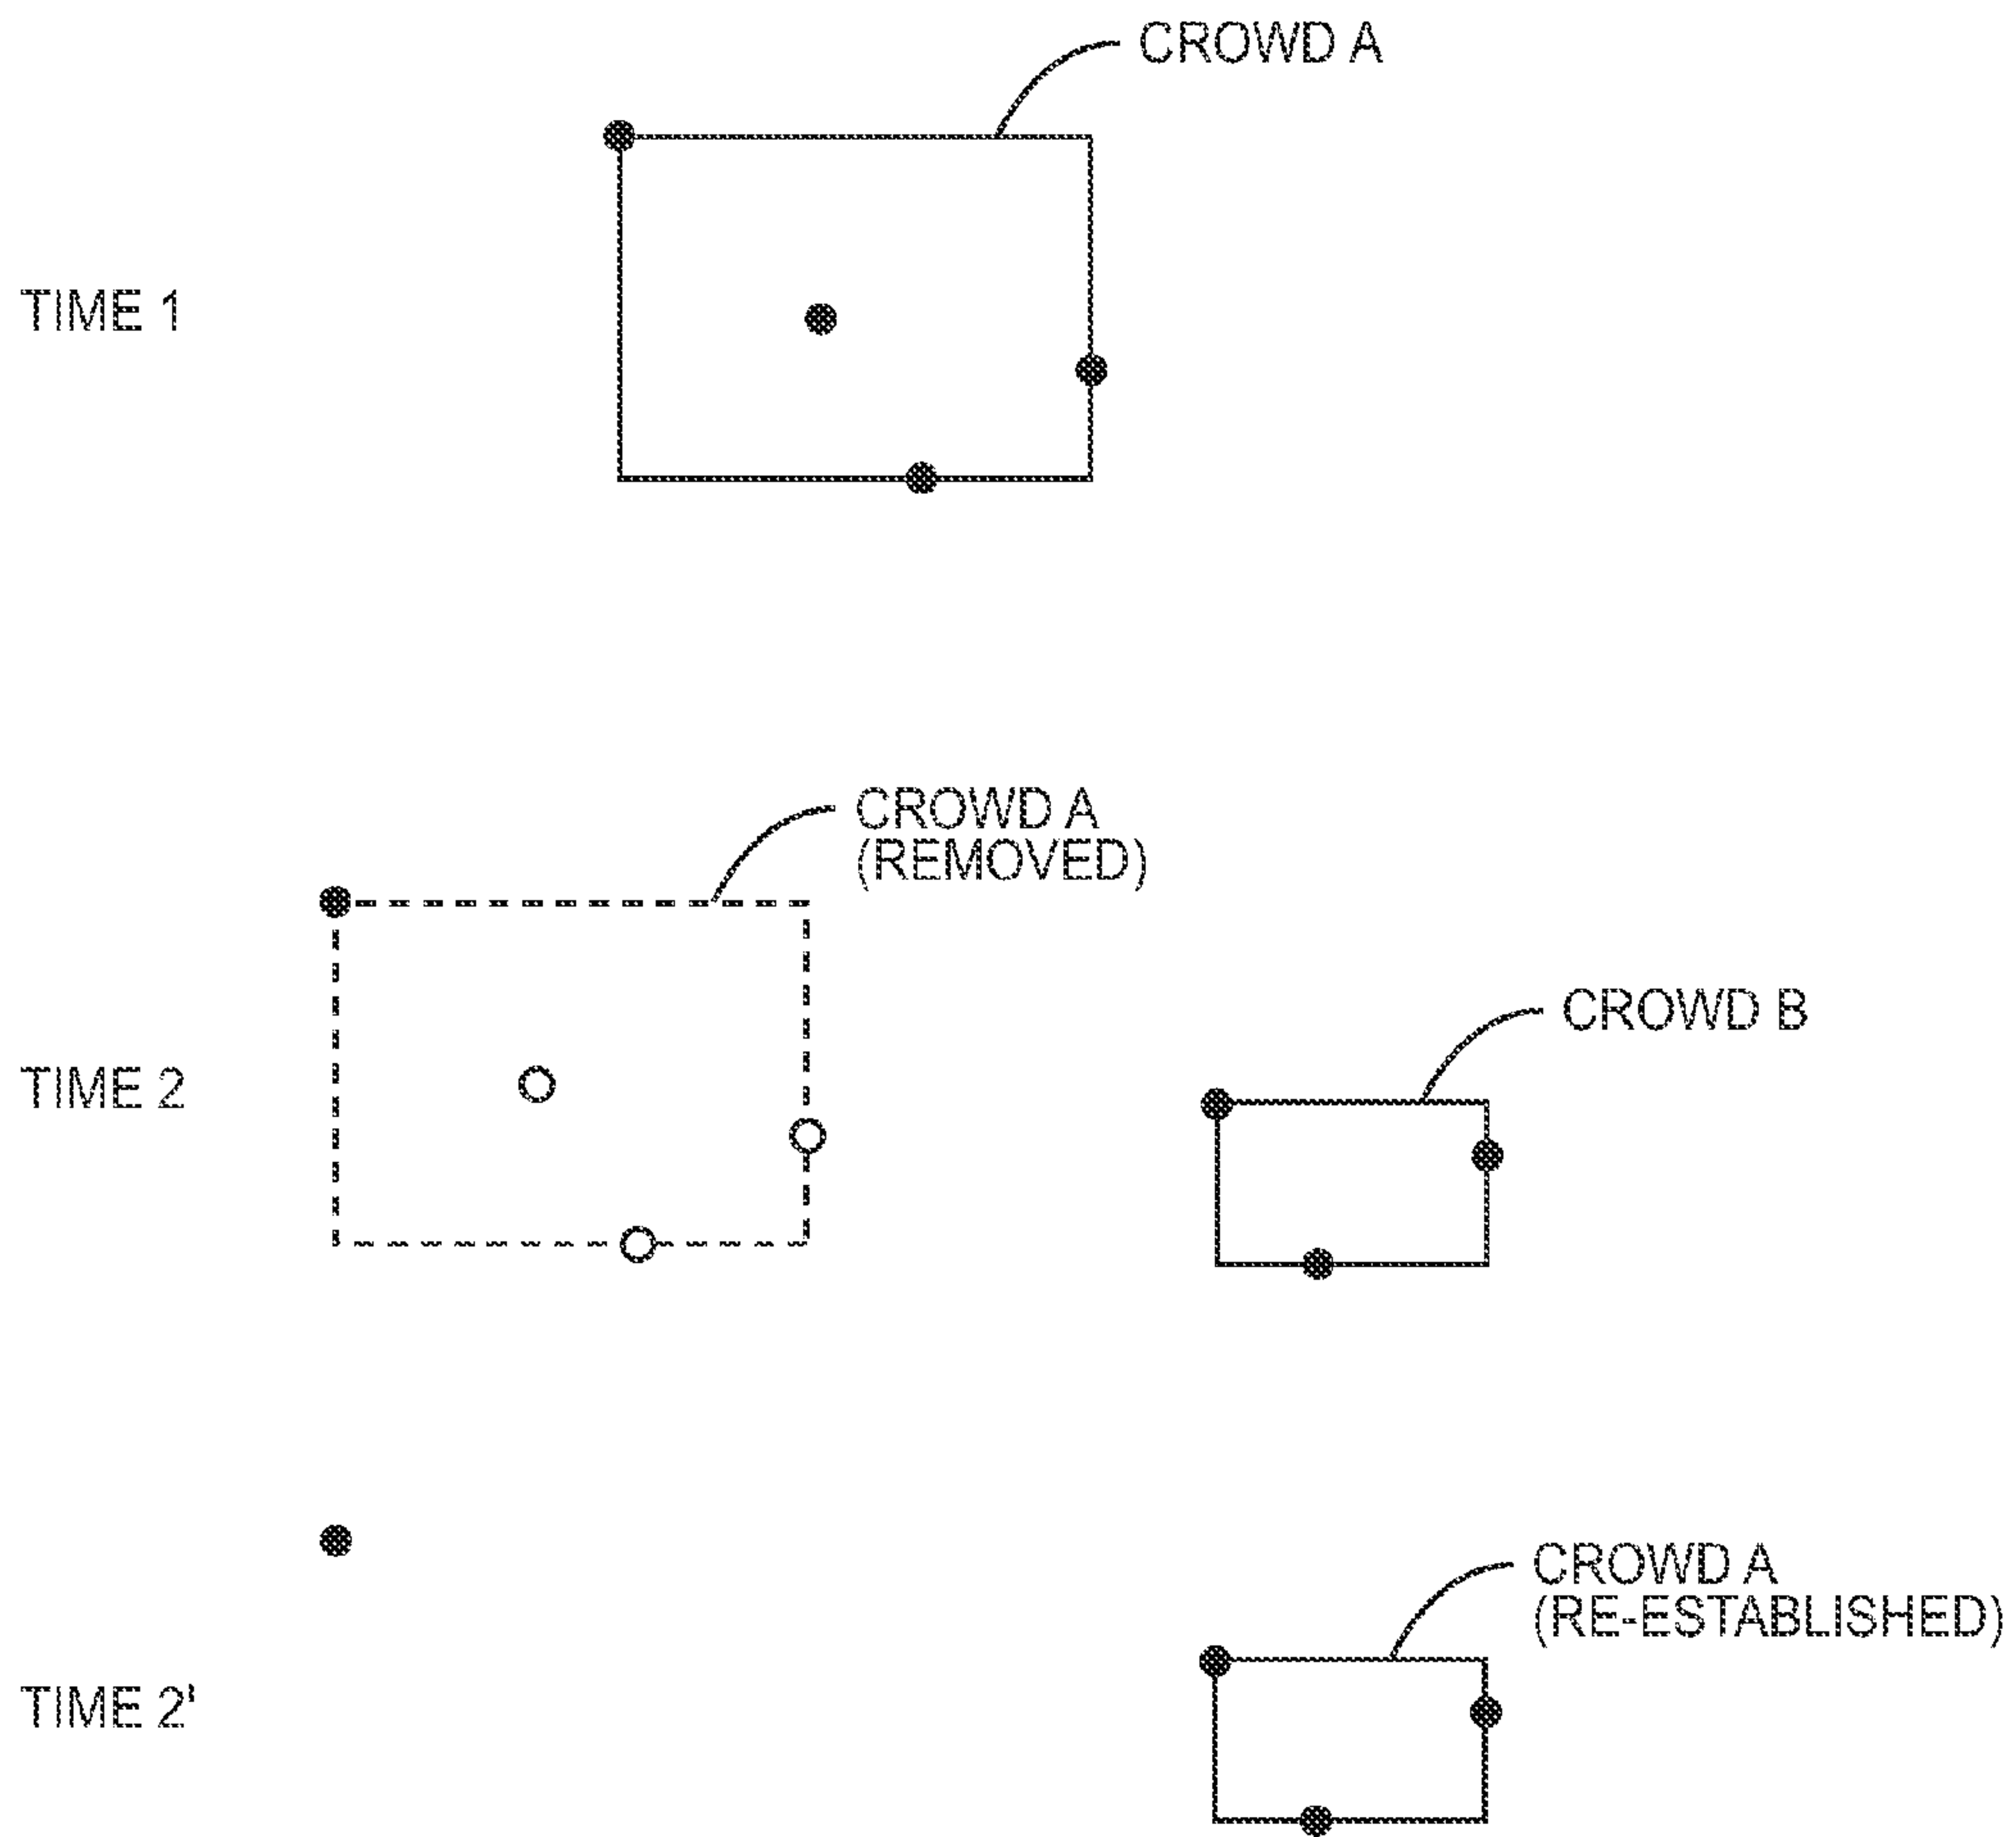 CROWD A
TIME 1
CROWD A
(REMOVED)
CROWD B
TIME 2
CROWD A
(RE-ESTABLISHED)
TIME 2'